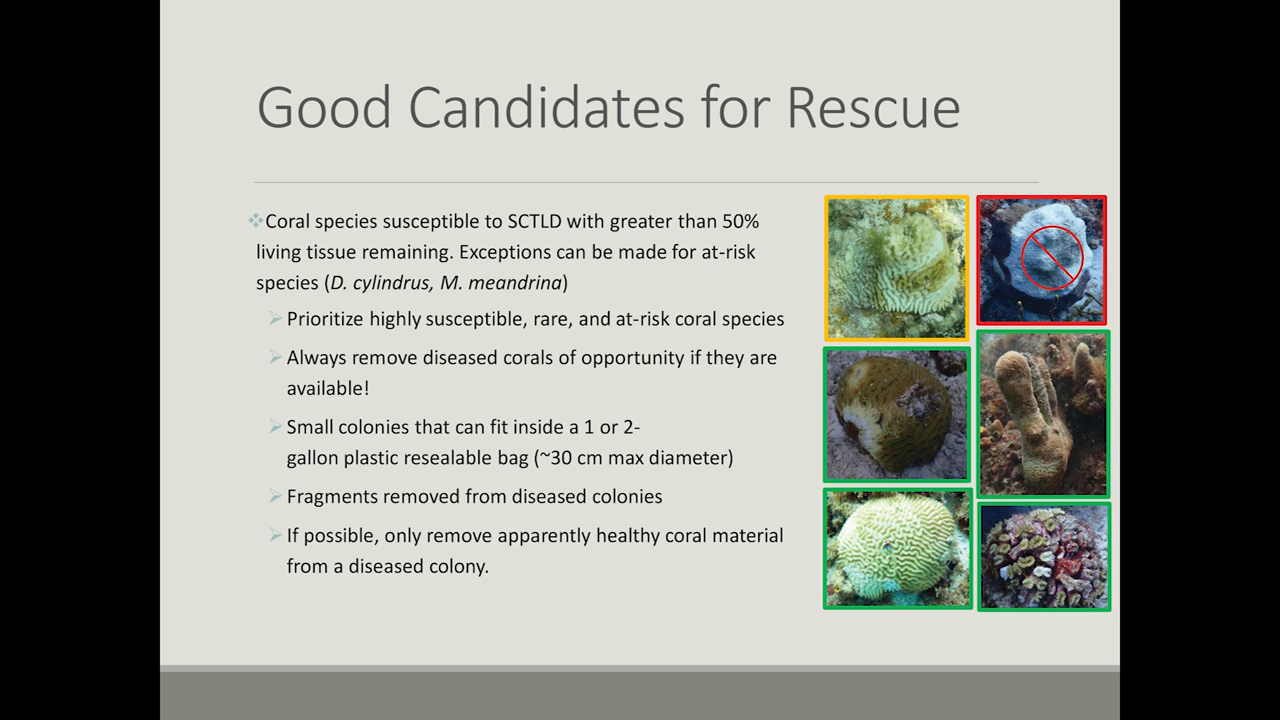 Good Candidates for Rescue
Coral species susceptible to SCTLD with greater than 50%
living tissue remaining. Exceptions can be made for at-risk
species (D. cylindrus, M. meandrina)
Prioritize highly susceptible, rare, and at-risk coral species
Always remove diseased corals of opportunity if they are
available!
Small colonies that can fit inside a 1 or 2-
gallon plastic resealable bag (~30 cm max diameter)
Fragments removed from diseased colonies
If possible, only remove apparently healthy coral material
from a diseased colony.